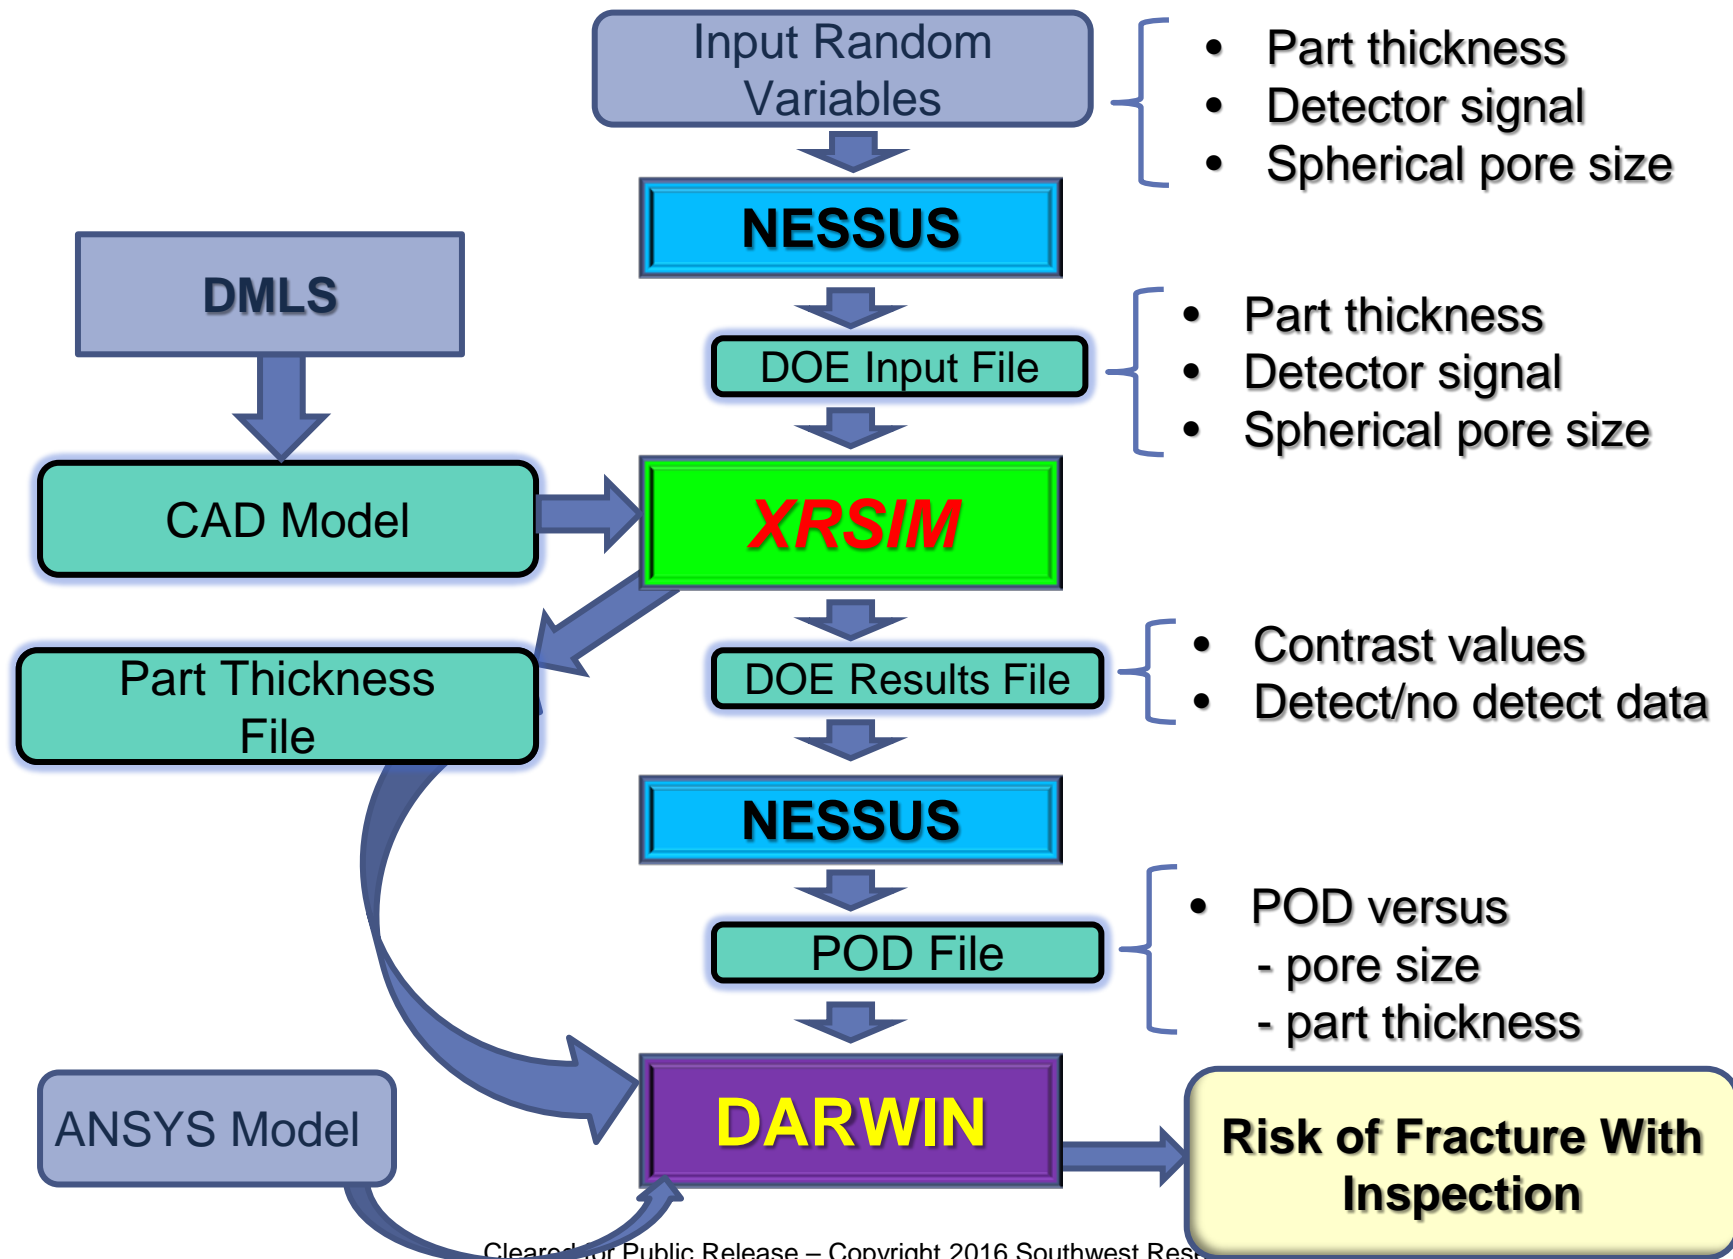 Input Random
Variables
• Part thickness
• Detector signal
• Spherical pore size
NESSUS
DMLS
DOE Input File
• Part thickness
• Detector signal
• Spherical pore size
CAD Model
XRSIM
Part Thickness
File
DOE Results File
• Contrast values
• Detect/no detect data
NESSUS
POD File
• POD versus
- pore size
- part thickness
ANSYS Model
DARWIN
Risk of Fracture With
Inspection
Cleared for Public Release – Copyright 2016 Southwest